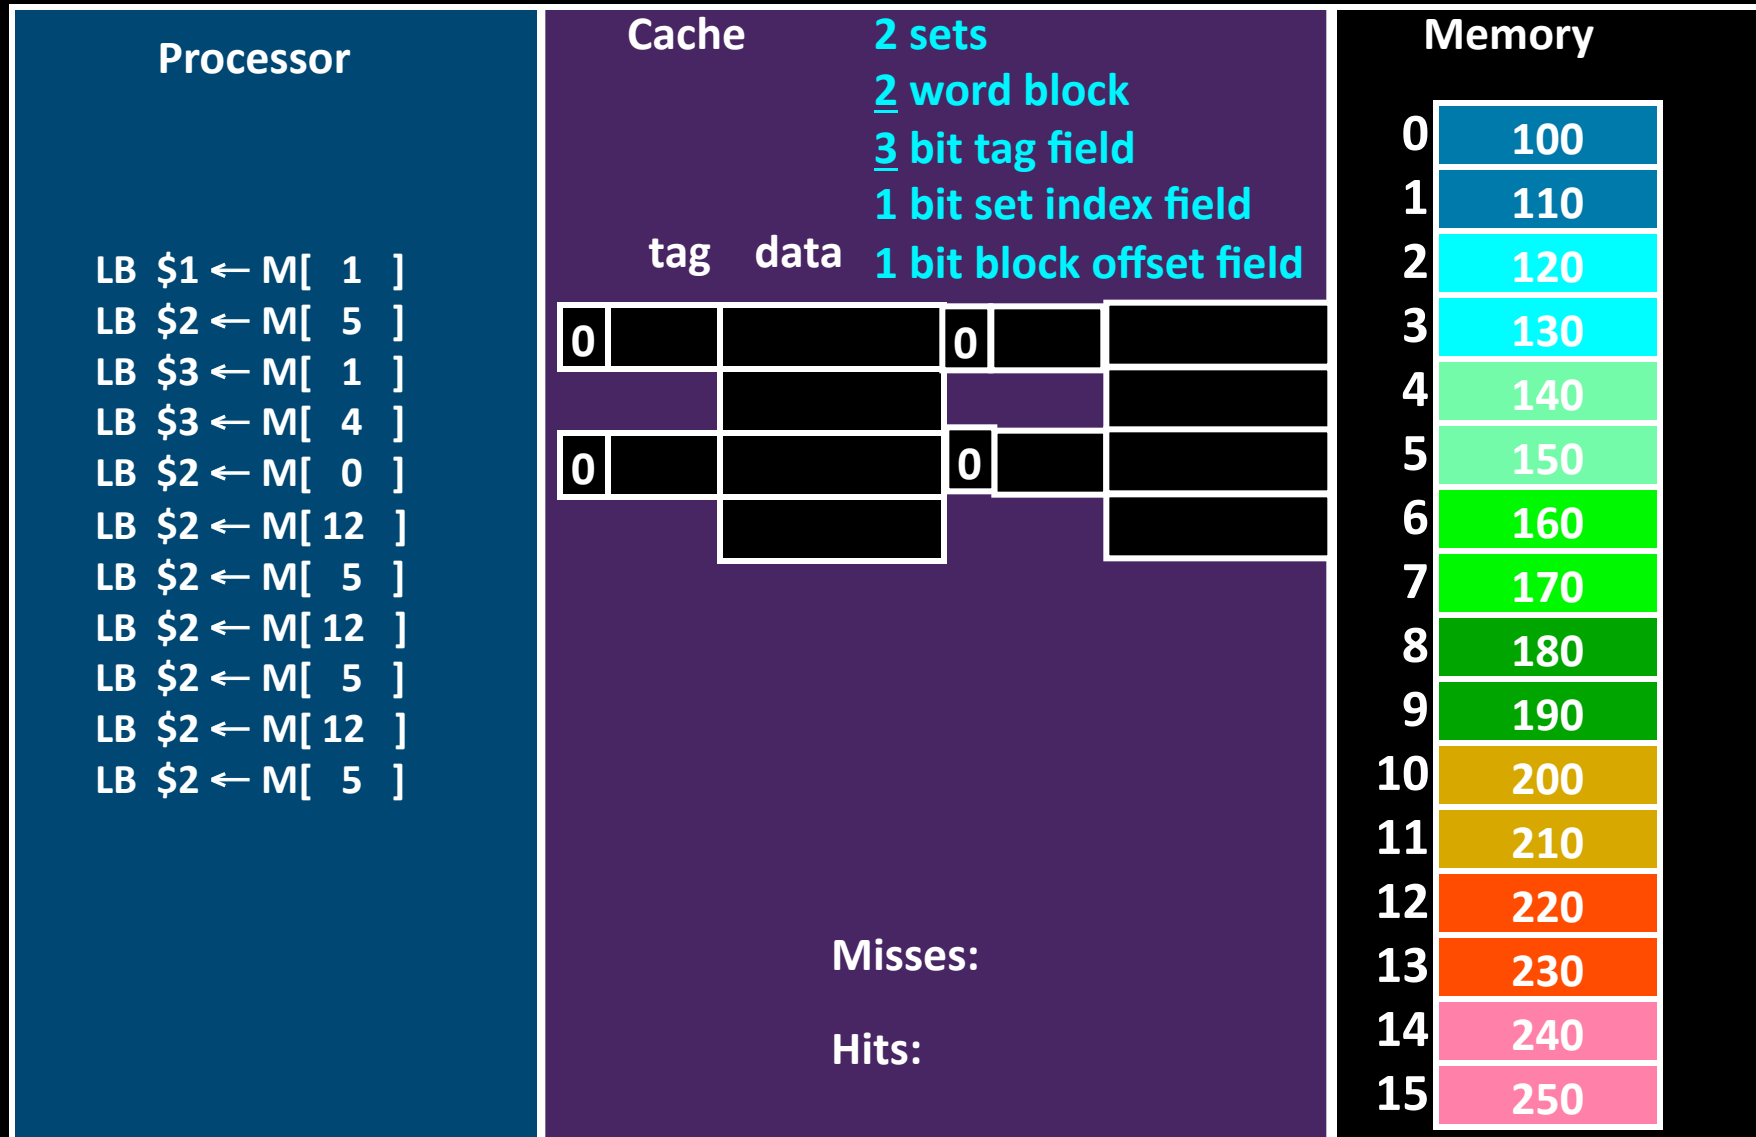 Processor
LB $1 ← M[ 1 ]
LB $2 ← M[ 5 ]
LB $3 ← M[ 1 ]
LB $3 ← M[ 4 ]
LB $2 ← M[ 0 ]
LB $2 ← M[ 12 ]
LB $2 ← M[ 5 ]
LB $2 ← M[ 12 ]
LB $2 ← M[ 5 ]
LB $2 ← M[ 12 ]
LB $2 ← M[ 5 ]
Cache
2 sets
2 word block
3 bit tag field
1 bit set index field
1 bit block offset field
tag data
0 0
0 0
Misses:
Hits:
Memory
0 100
1 110
2 120
3 130
4 140
5 150
6 160
7 170
8 180
9 190
10 200
11 210
12 220
13 230
14 240
15 250